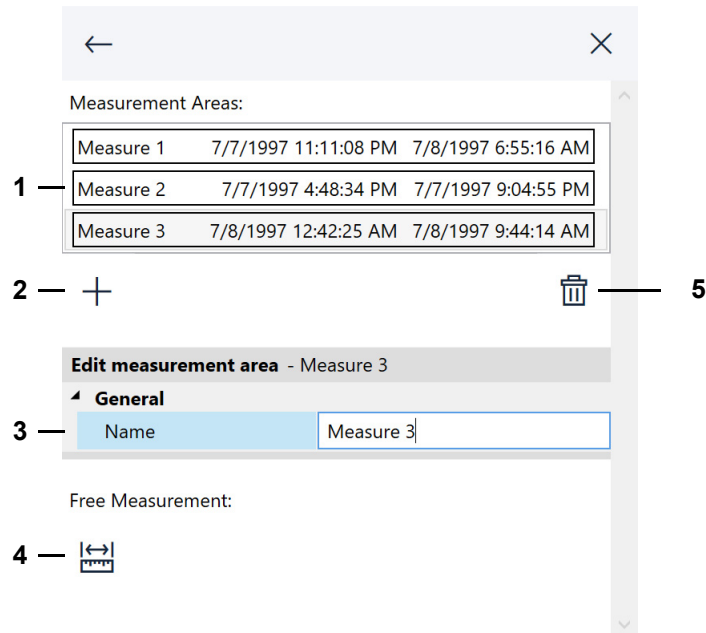 Measurement Areas:
Measure 1 7/7/1997 11:11:08 PM 7/8/1997 6:55:16 AM
1 Measure 2 7/7/1997 4:48:34 PM 7/7/1997 9:04:55 PM
Measure 3 7/8/1997 12:42:25 AM 7/8/1997 9:44:14 AM
2 5
Edit measurement area - Measure 3
General
3 Name Measure 3
Free Measurement:
4